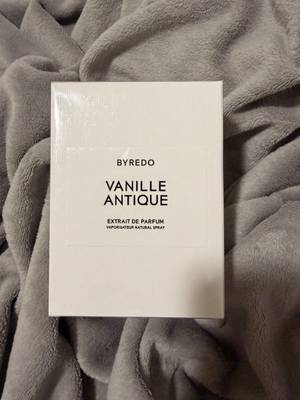 BYREDO
VANILLE
ANTIQUE
EXTRAIT DE PARFUM
VAPORISATEUR NATURAL SPRAY